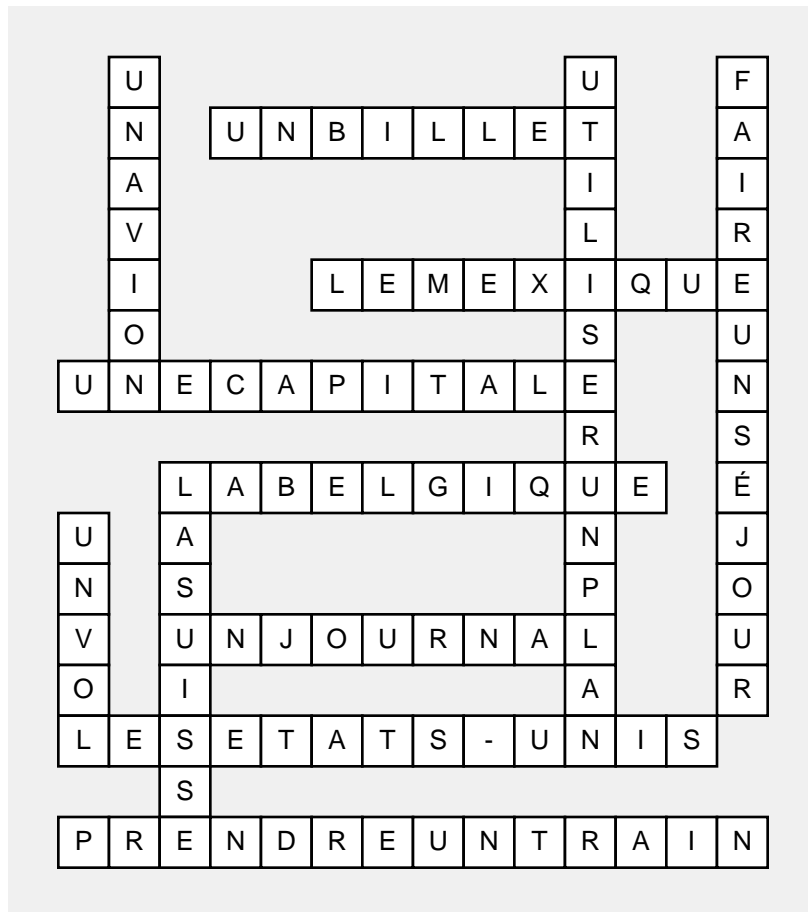 UNAVION
UTILISERUNPLAN
FAIREUNSÉJOUR
UNBILLET
LEMEXIQUE
UNECAPITALE
LABELGIQUE
LASUISSE
UNVOL
UNJOURNAL
LESETATS-UNIS
PRENDREUNTRAIN